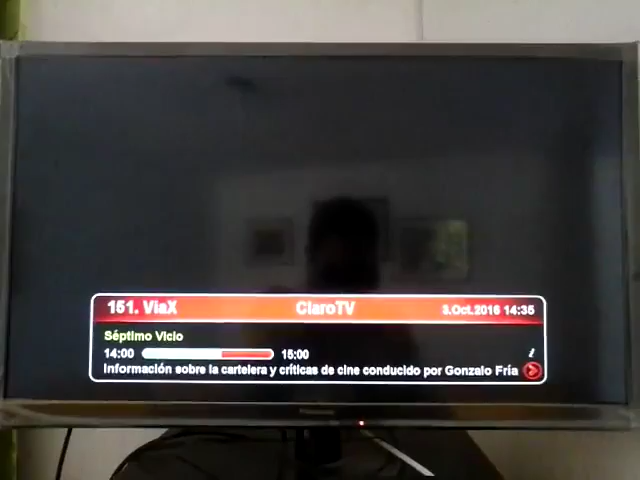 151. ViaX ClaroTV 3.Oct.2016 14:35
Séptimo Vicio
14:00 15:00 i
Información sobre la cartelera y críticas de cine conducido por Gonzalo Fría